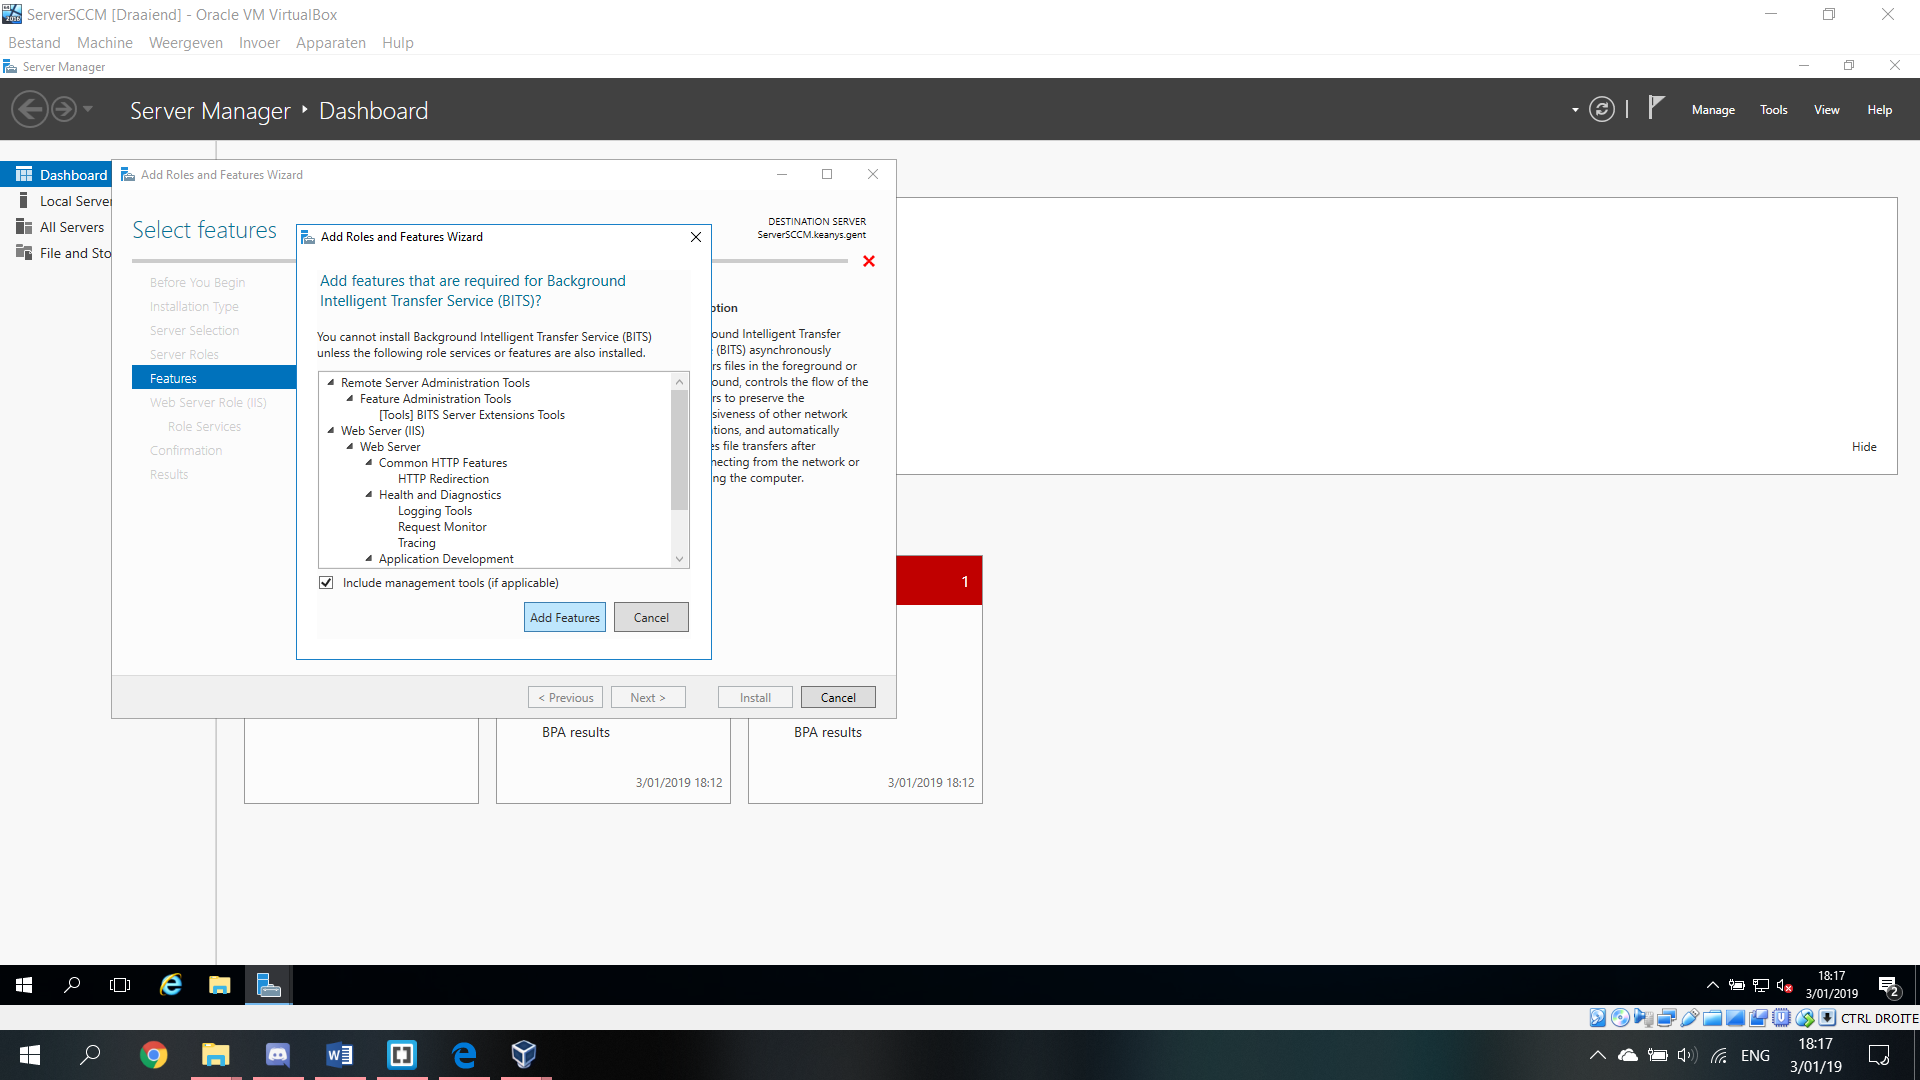 ServerSCCM [Draaiend] - Oracle VM VirtualBox
Bestand Machine Weergeven Invoer Apparaten Hulp
Server Manager
Server Manager Dashboard
Manage Tools View Help
Dashboard
Local Server
All Servers
File and Sto
Add Roles and Features Wizard
Select features
DESTINATION SERVER
ServerSCCM.keanys.gent
Before You Begin
Installation Type
Server Selection
Server Roles
Features
Web Server Role (IIS)
Role Services
Confirmation
Results
Add Roles and Features Wizard
Add features that are required for Background
Intelligent Transfer Service (BITS)?
You cannot install Background Intelligent Transfer Service (BITS)
unless the following role services or features are also installed.
Remote Server Administration Tools
Feature Administration Tools
[Tools] BITS Server Extensions Tools
Web Server (IIS)
Web Server
Common HTTP Features
HTTP Redirection
Health and Diagnostics
Logging Tools
Request Monitor
Tracing
Application Development
Include management tools (if applicable)
Add Features Cancel
ption
ound Intelligent Transfer
(BITS) asynchronously
rs files in the foreground or
ound, controls the flow of the
rs to preserve the
siveness of other network
tions, and automatically
es file transfers after
necting from the network or
ng the computer.
Hide
1
< Previous Next > Install Cancel
BPA results
3/01/2019 18:12
BPA results
3/01/2019 18:12
18:17
3/01/2019
2
CTRL DROITE
ENG
18:17
3/01/19